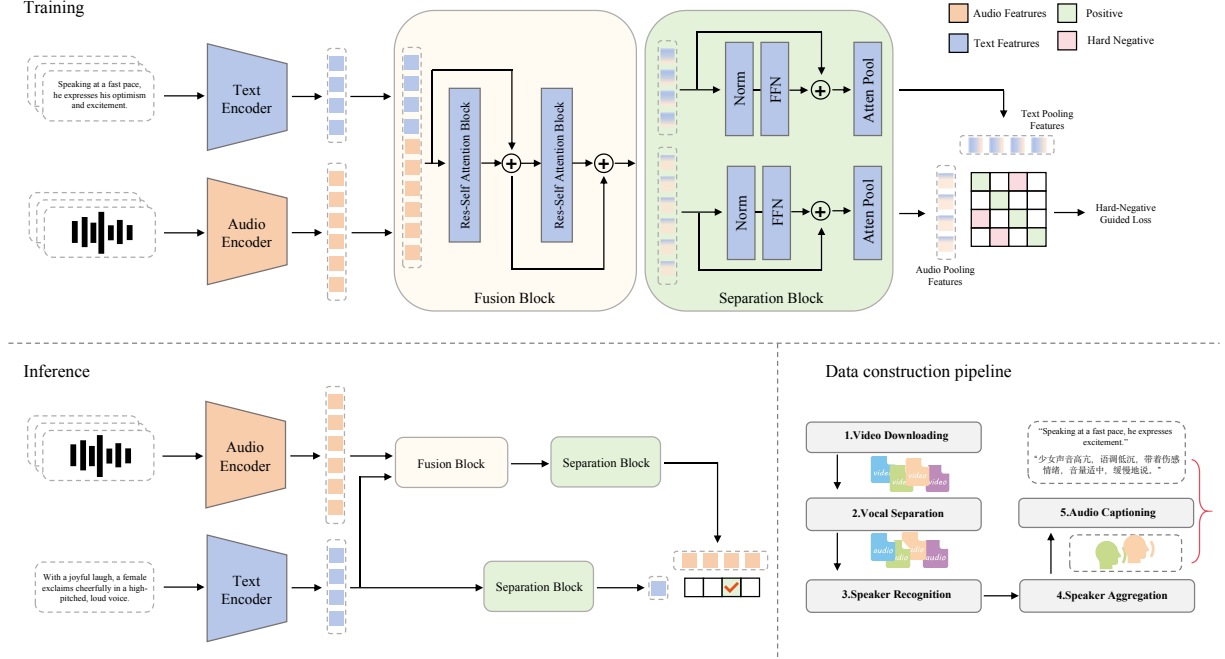 Training
Audio Features
Positive
Text Features
Hard Negative
Speaking at a fast pace,
he expresses his optimism
and excitement.
Text
Encoder
Audio
Encoder
Res-Self Attention Block
Res-Self Attention Block
Fusion Block
Norm
FFN
Atten Pool
Norm
FFN
Atten Pool
Separation Block
Text Pooling
Features
Audio Pooling
Features
Hard-Negative
Guided Loss
Inference
Audio
Encoder
Fusion Block
Separation Block
With a joyful laugh, a female
exclaims cheerfully in a high-
pitched, loud voice.
Text
Encoder
Separation Block
Data construction pipeline
1.Video Downloading
video
video
video
video
2.Vocal Separation
audio
audio
audio
audio
3.Speaker Recognition
4.Speaker Aggregation
5.Audio Captioning
“Speaking at a fast pace, he expresses
excitement.”
“少女声音高亢，语调低沉，带着伤感
情绪，音量适中，缓慢地说。”